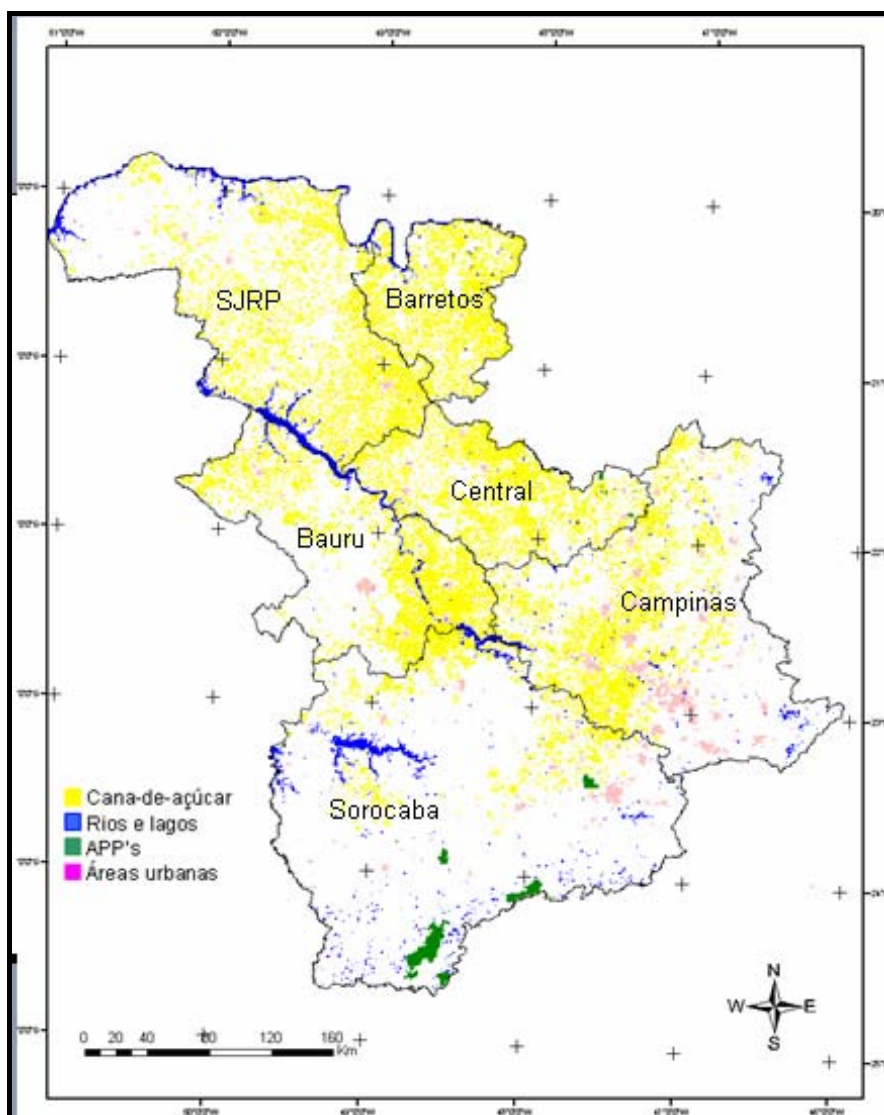 SJRP
Barretos
Central
Bauru
Campinas
Sorocaba
Cana-de-açúcar
Rios e lagos
APP's
Áreas urbanas
N
W E
S
0 20 40 80 120 160
Km